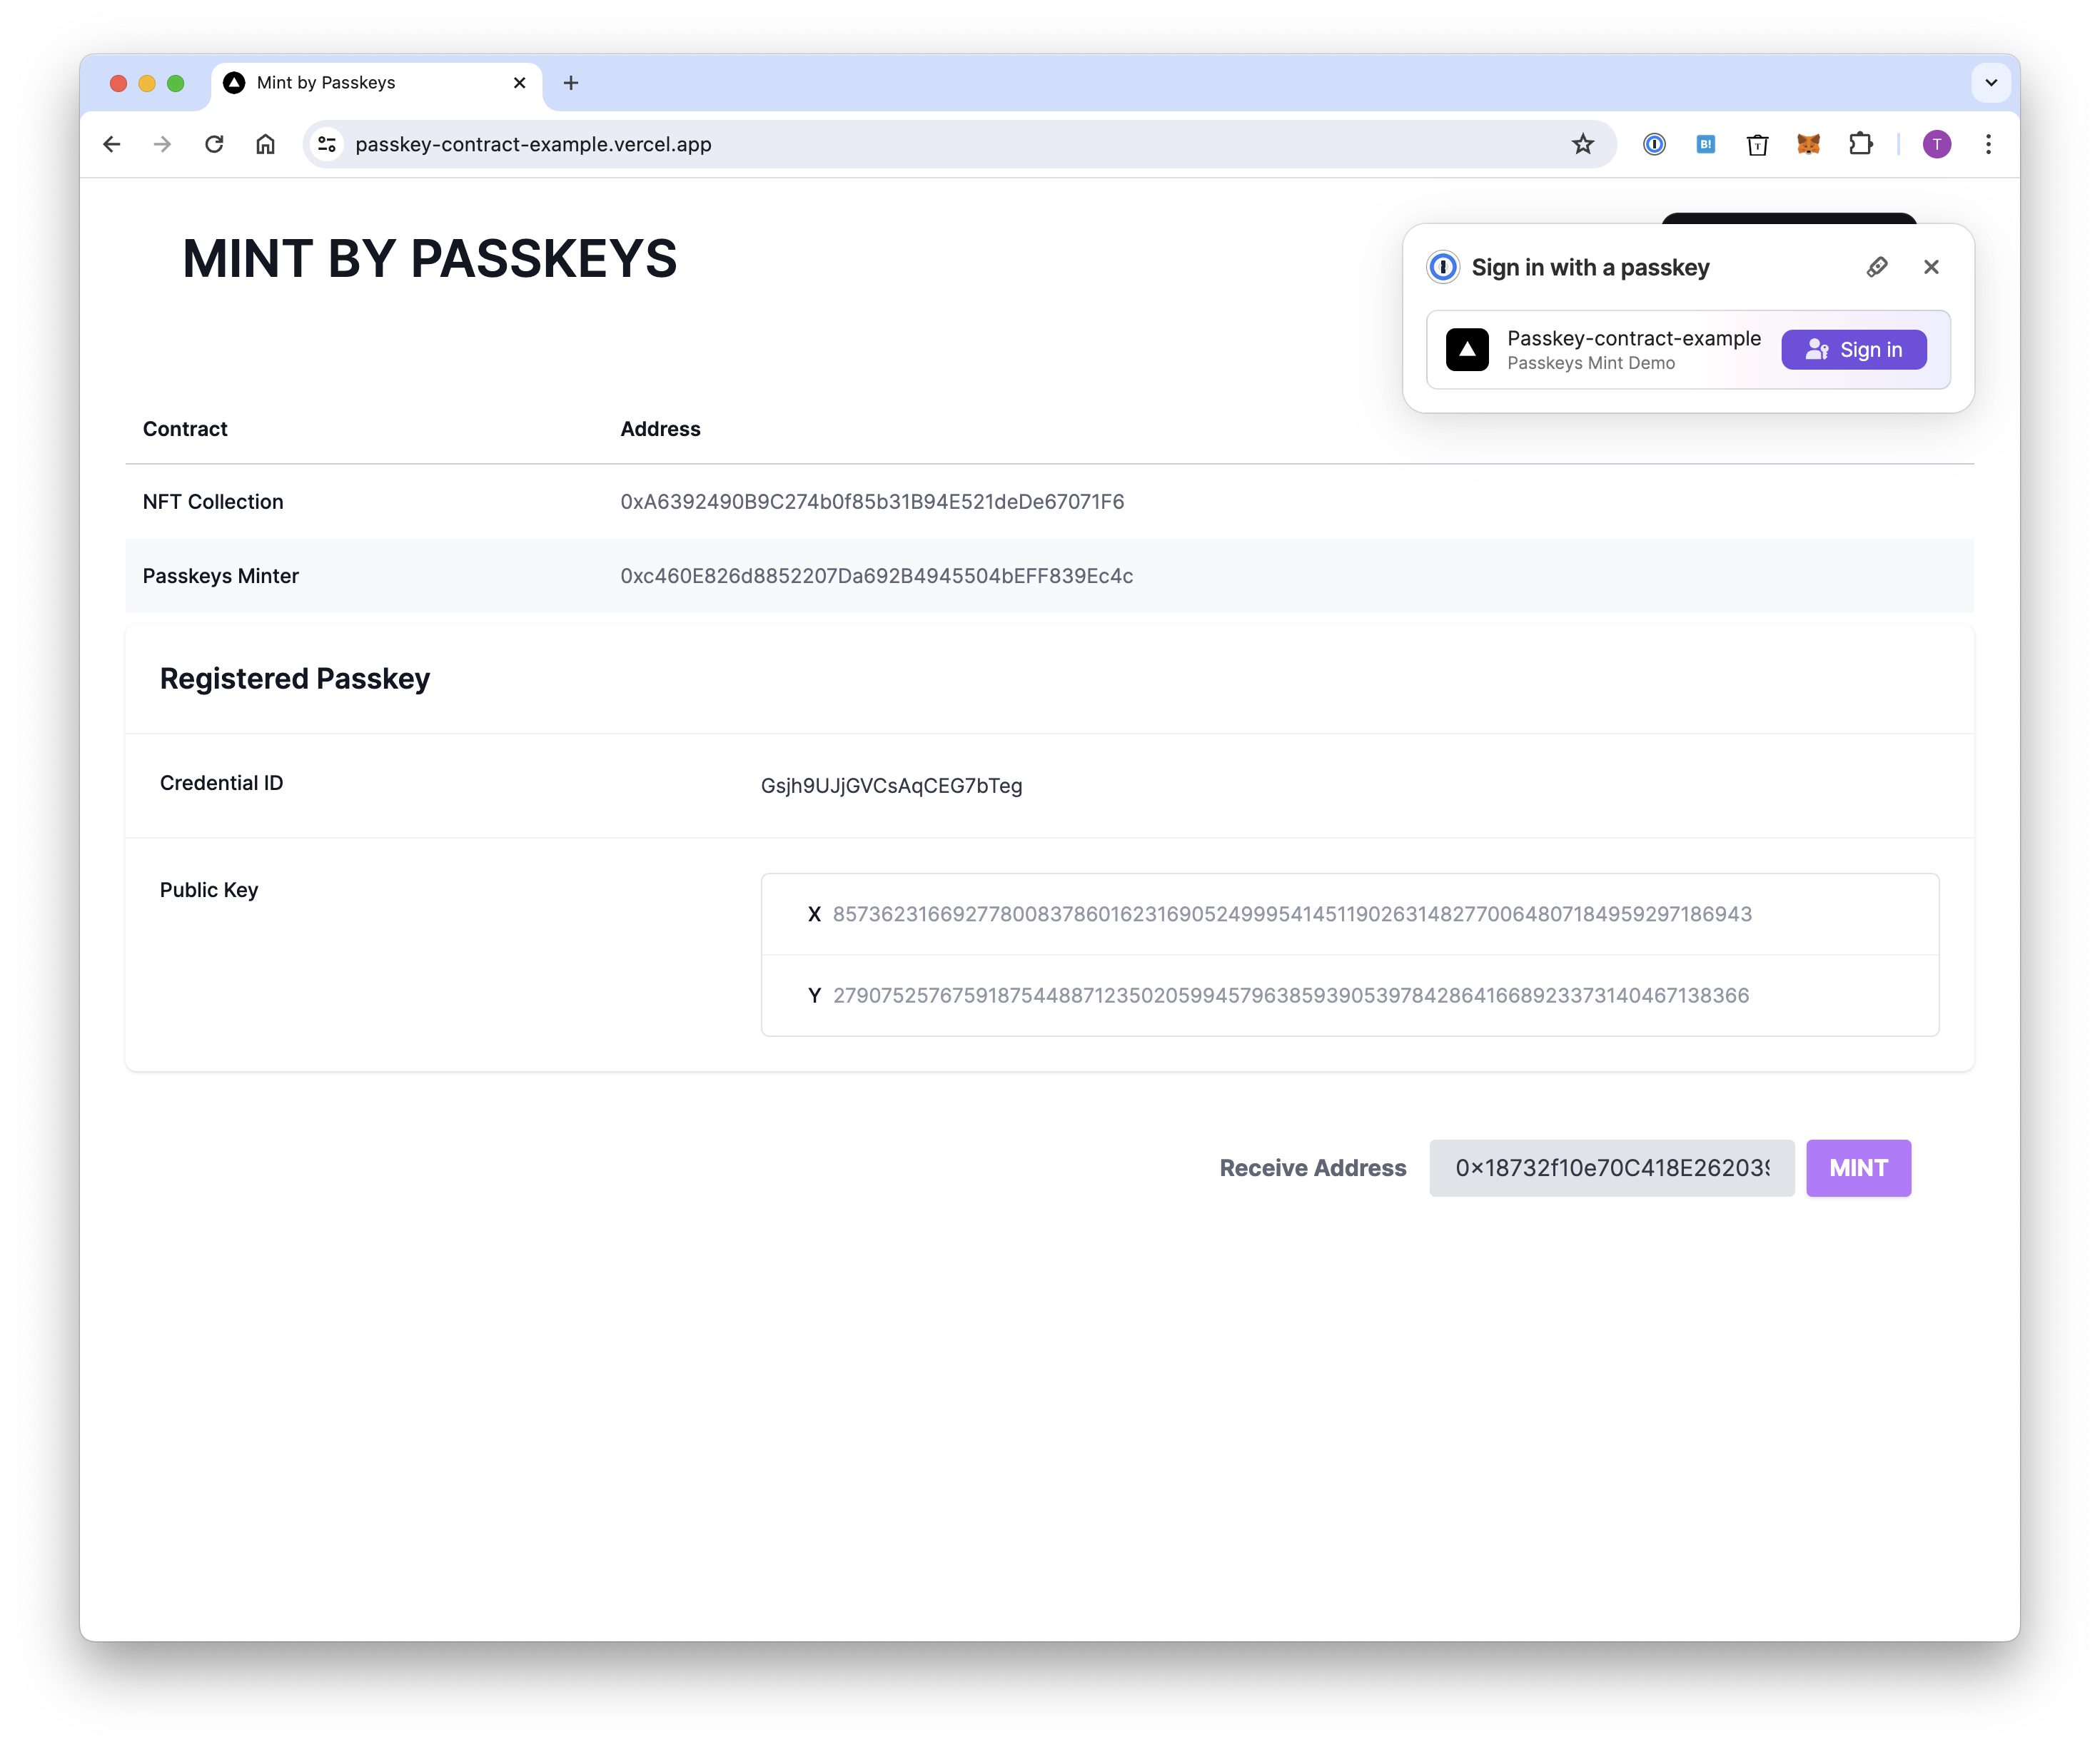 Mint by Passkeys
passkey-contract-example.vercel.app
B!
T
T
MINT BY PASSKEYS
Sign in with a passkey
Passkey-contract-example
Passkeys Mint Demo
Sign in
Contract Address
NFT Collection 0xA6392490B9C274b0f85b31B94E521deDe67071F6
Passkeys Minter 0xc460E826d8852207Da692B4945504bEFF839Ec4c
Registered Passkey
Credential ID Gsjh9UJjGVCsAqCEG7bTeg
Public Key
X 85736231669277800837860162316905249995414511902631482770064807184959297186943
Y 27907525767591875448871235020599457963859390539784286416689233731404671​38366
Receive Address 0x18732f10e70C418E26203
MINT